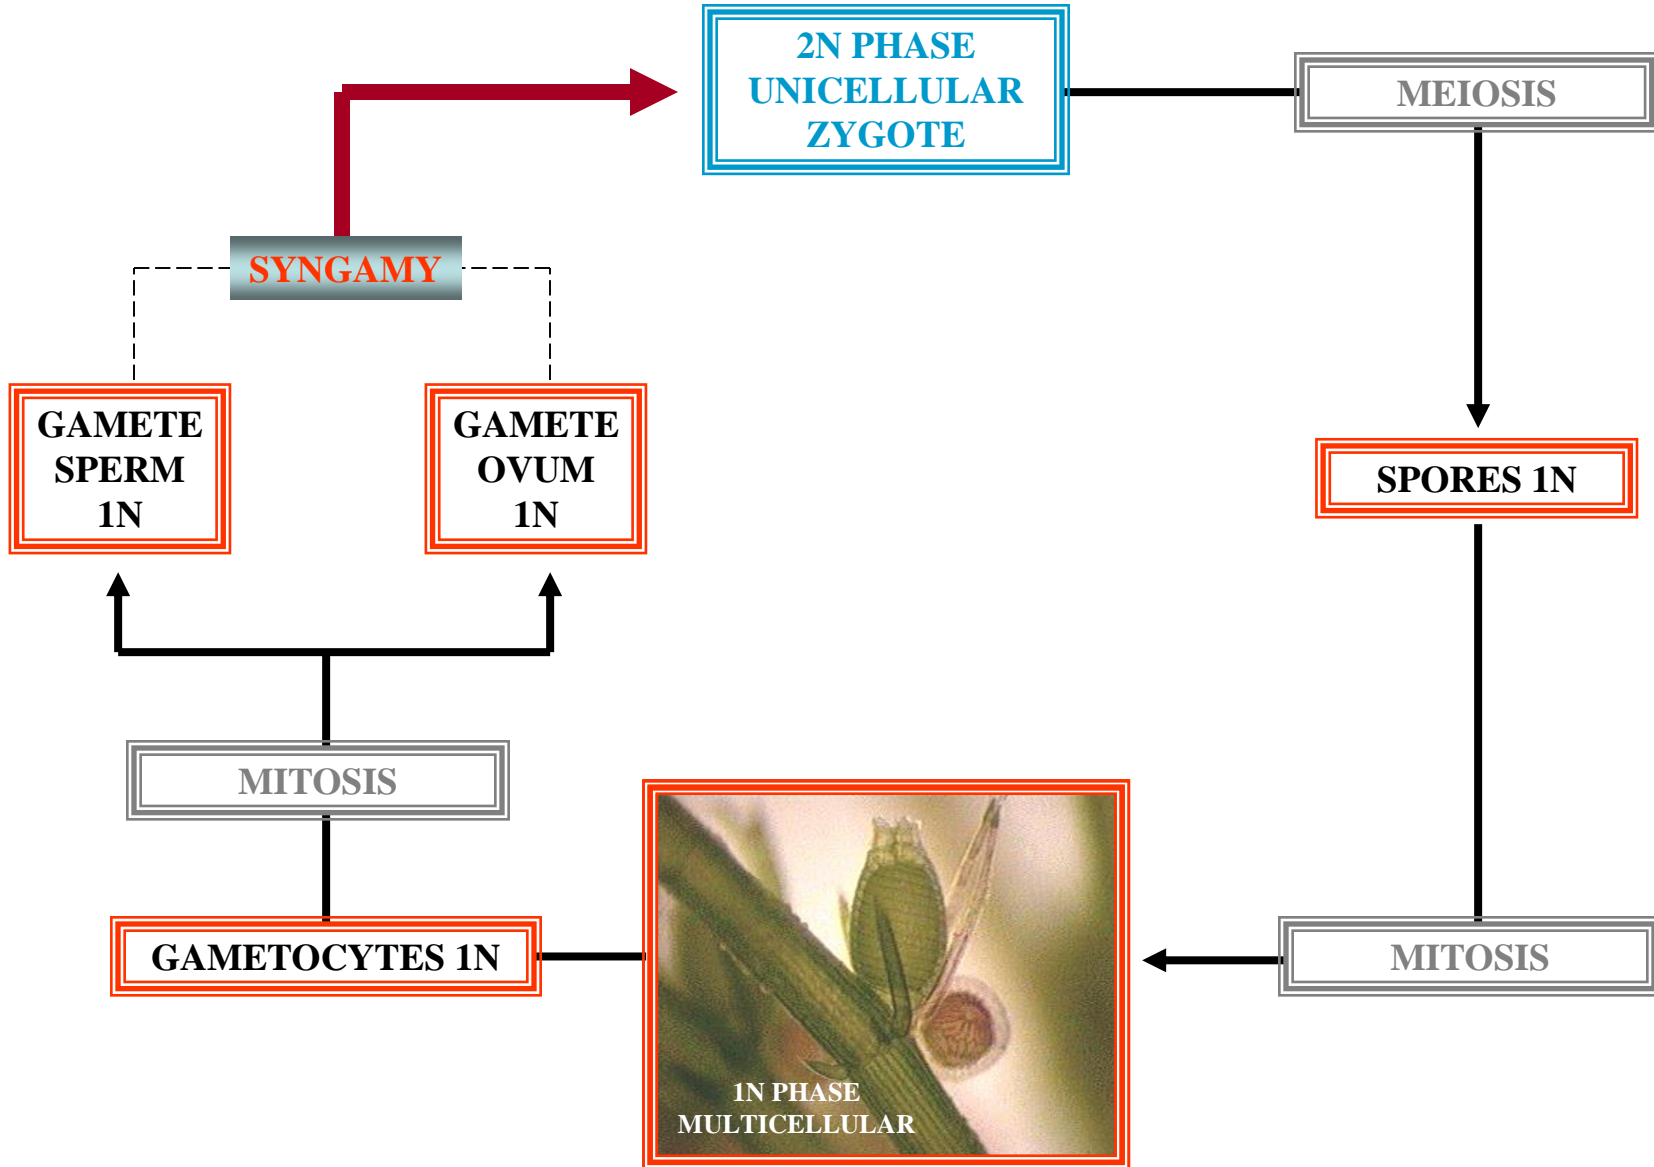 2N PHASE
UNICELLULAR
ZYGOTE
MEIOSIS
SYNGAMY
GAMETE
SPERM
1N
GAMETE
OVUM
1N
SPORES 1N
MITOSIS
GAMETOCYTES 1N
MITOSIS
1N PHASE
MULTICELLULAR